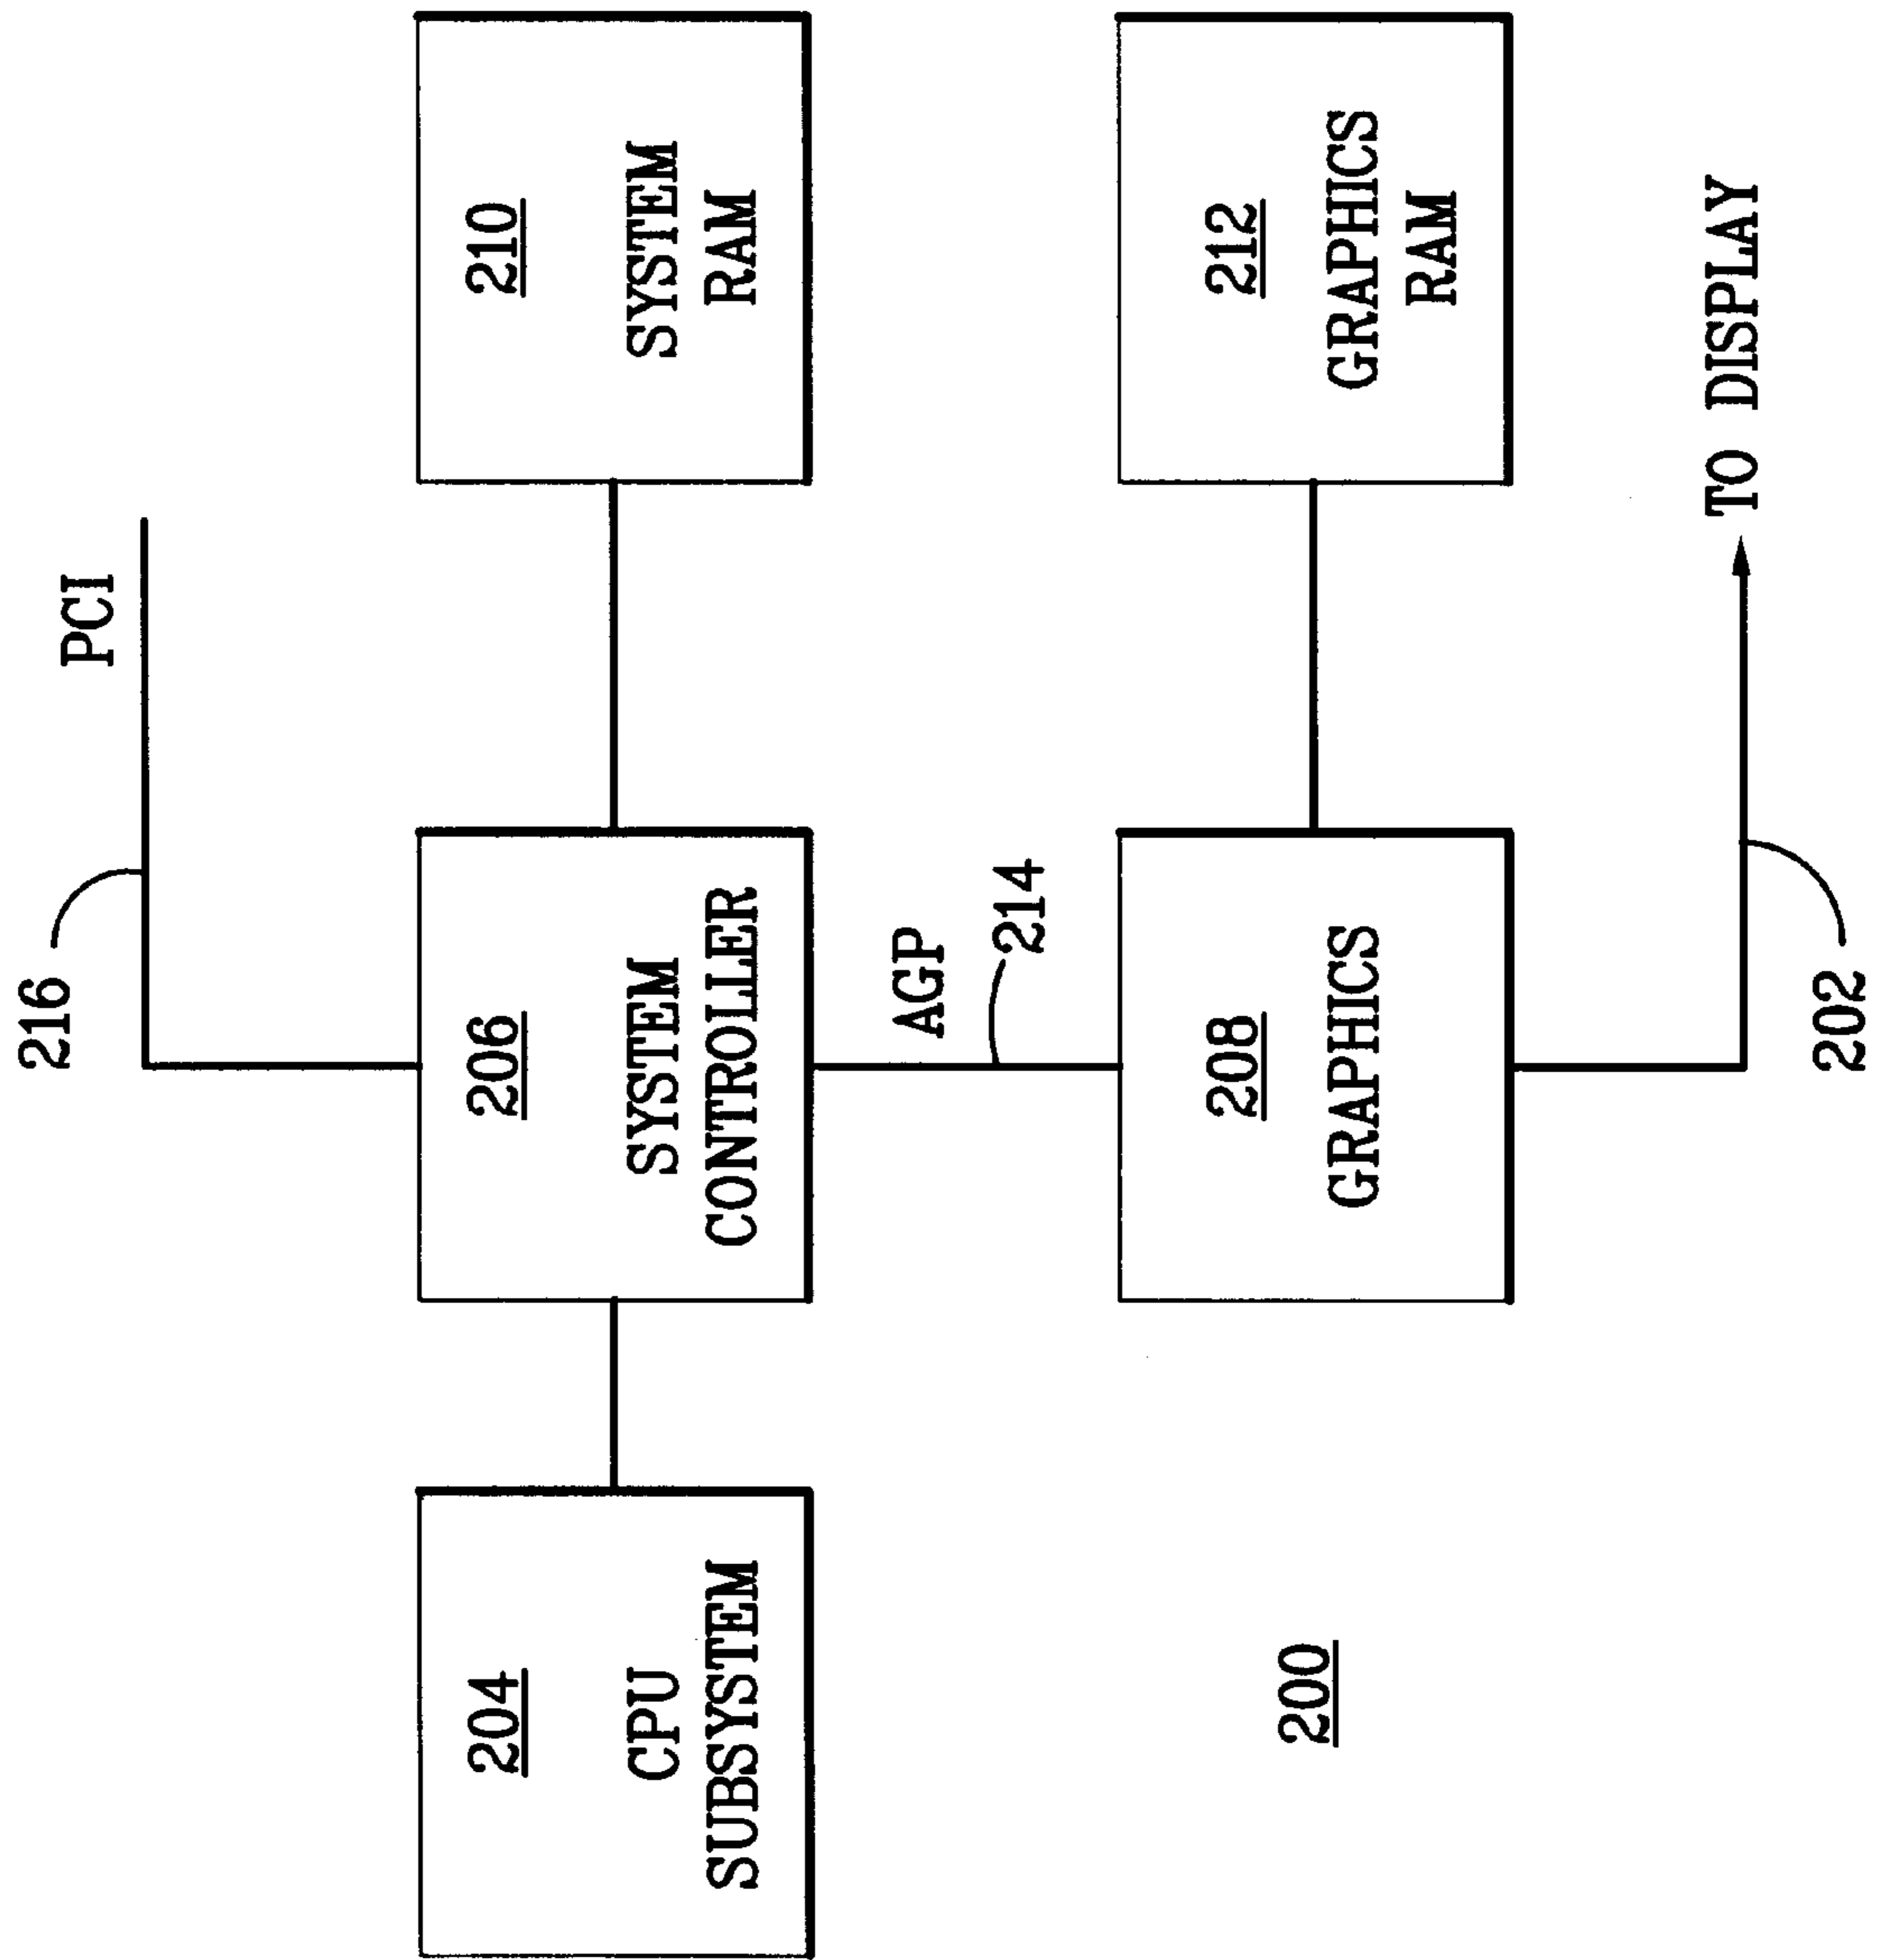 216
PCI
204
CPU
SUBSYSTEM
206
SYSTEM
CONTROLLER
210
SYSTEM
RAM
AGP
214
200
208
GRAPHICS
212
GRAPHICS
RAM
202
TO DISPLAY